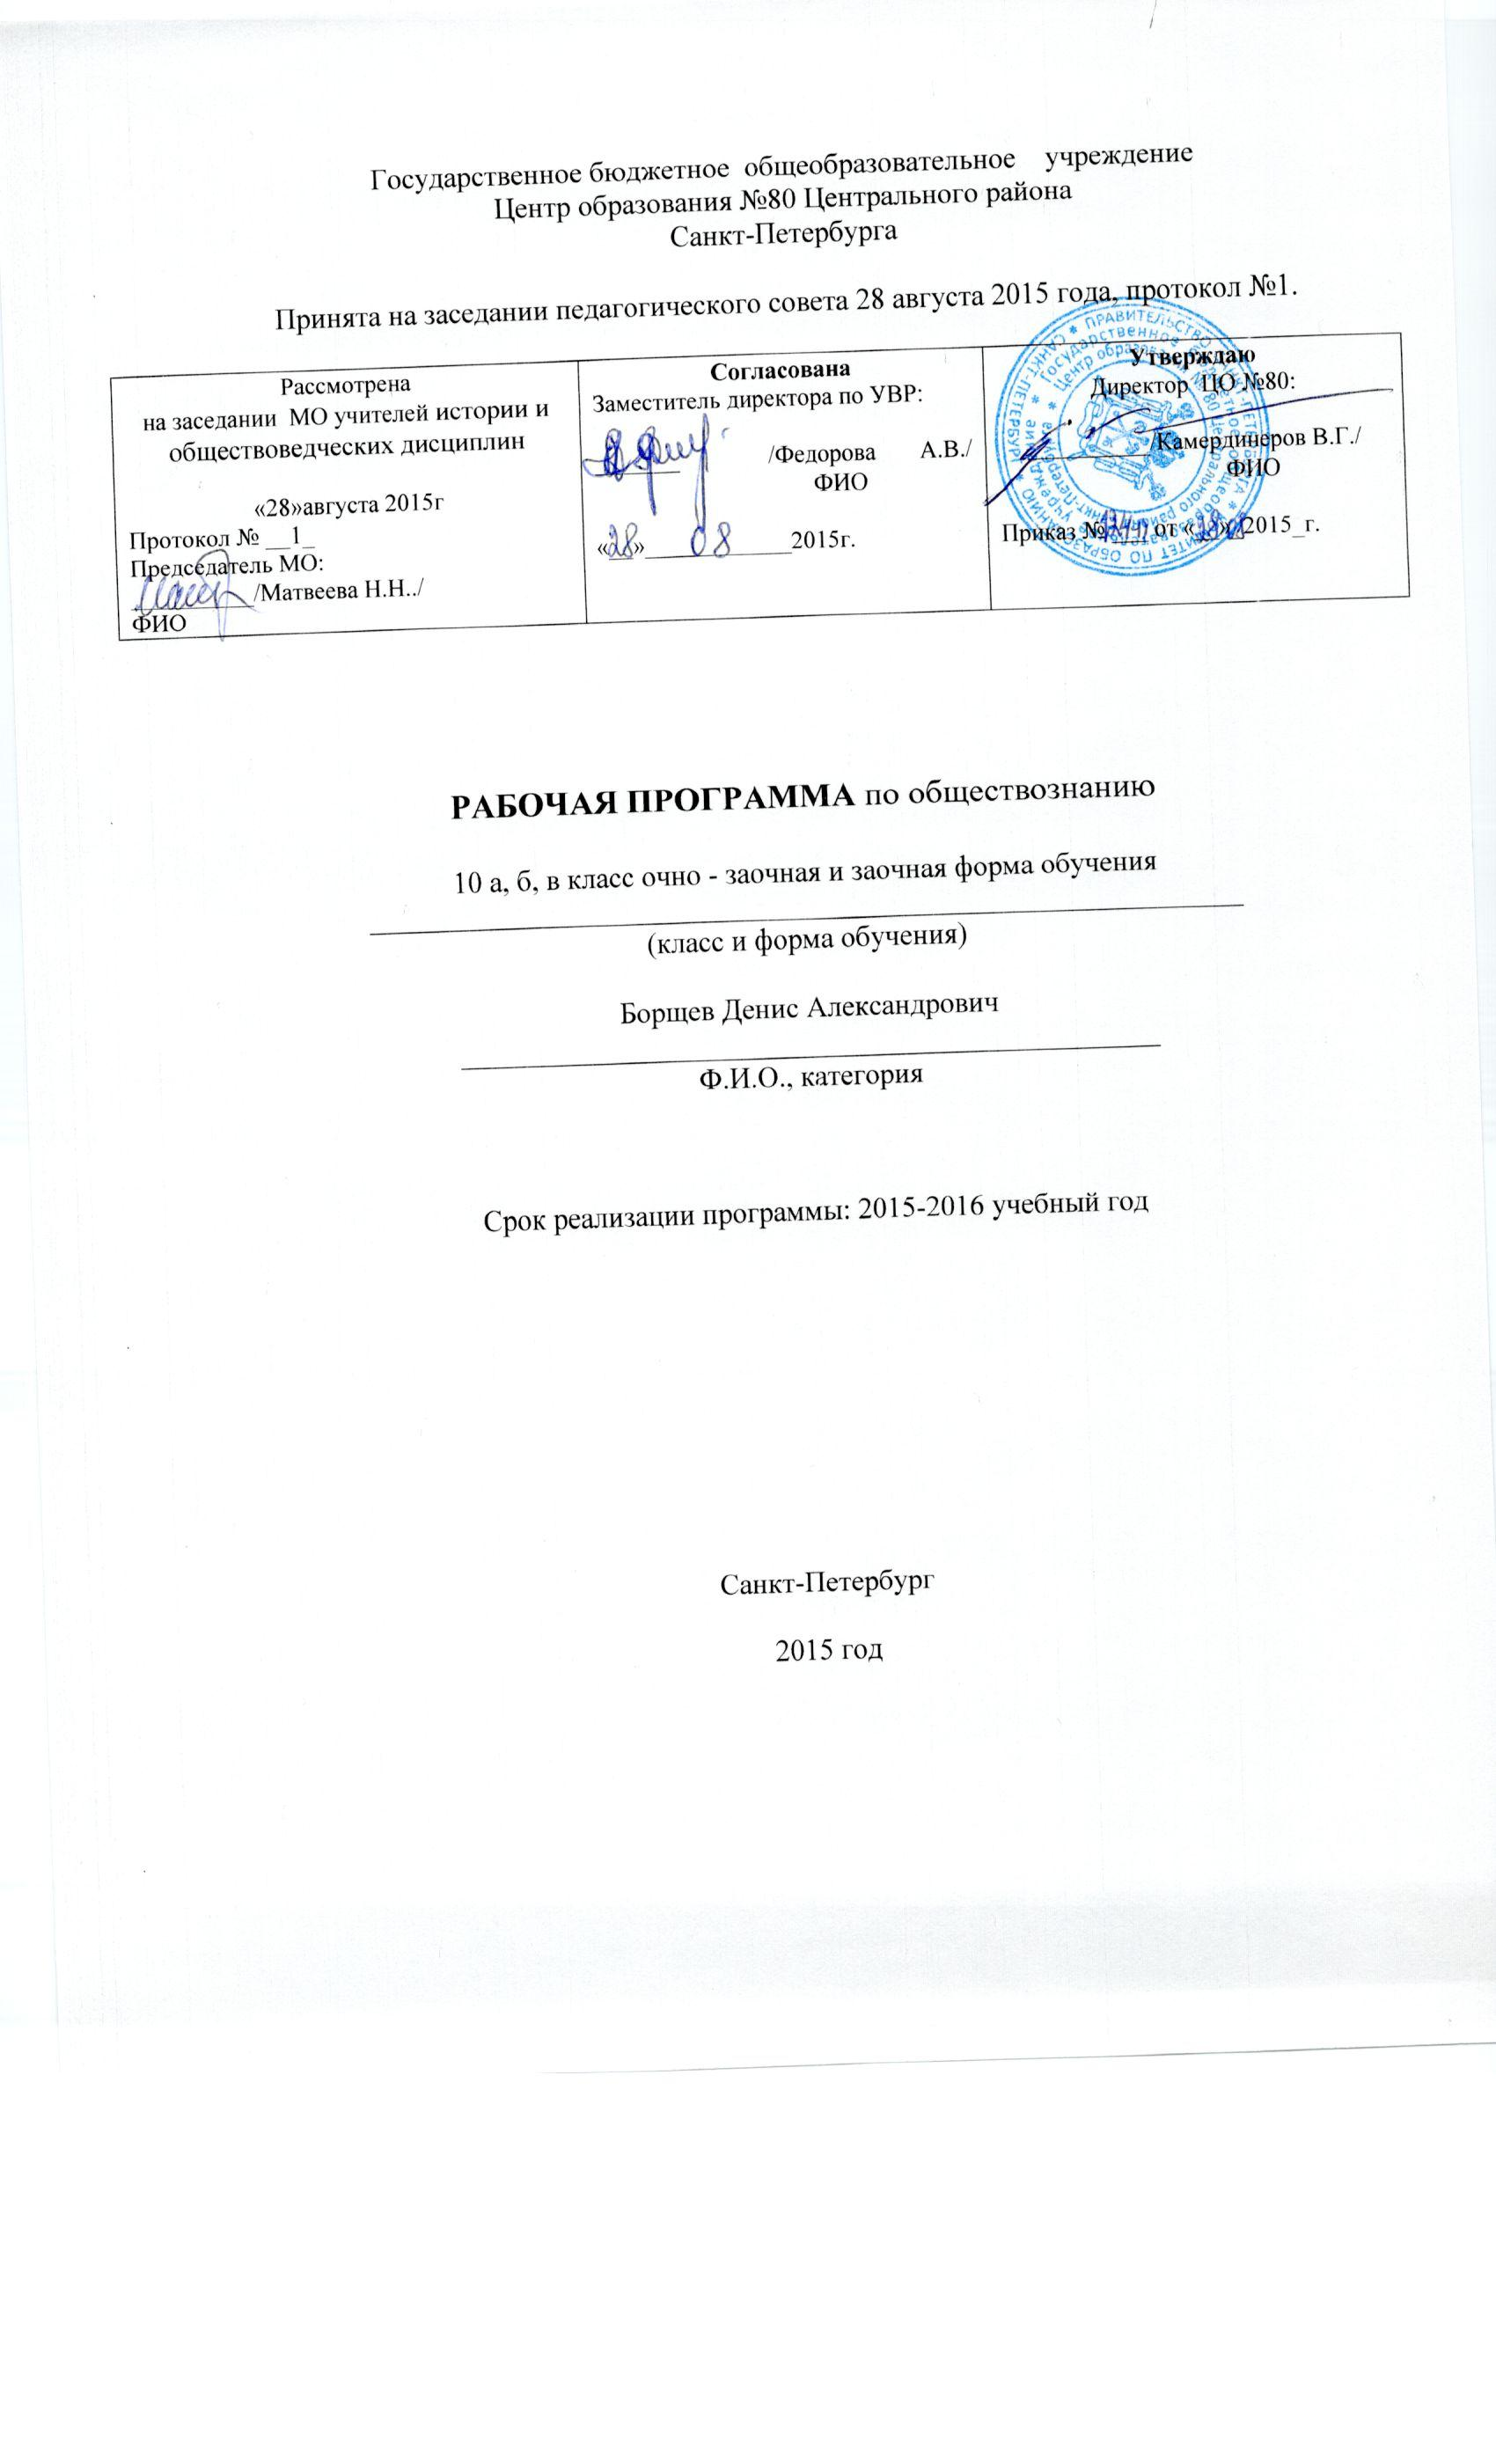 Государственное бюджетное общеобразовательное учреждение
Центр образования №80 Центрального района
Санкт-Петербурга
Принята на заседании педагогического совета 28 августа 2015 года, протокол №1.
Рассмотрена
на заседании МО учителей истории и
обществоведческих дисциплин
«28»августа 2015г
Протокол № __1_
Председатель МО:
/Матвеева Н.Н../
ФИО
Согласована
Заместитель директора по УВР:
/Федорова А.В./
ФИО
«28» 08 2015г.
Утверждаю
Директор ЦО №80:
/Камердинеров В.Г./
ФИО
Приказ № от « » 2015_г.
РАБОЧАЯ ПРОГРАММА по обществознанию
10 а, б, в класс очно - заочная и заочная форма обучения
(класс и форма обучения)
Борщев Денис Александрович
Ф.И.О., категория
Срок реализации программы: 2015-2016 учебный год
Санкт-Петербург
2015 год